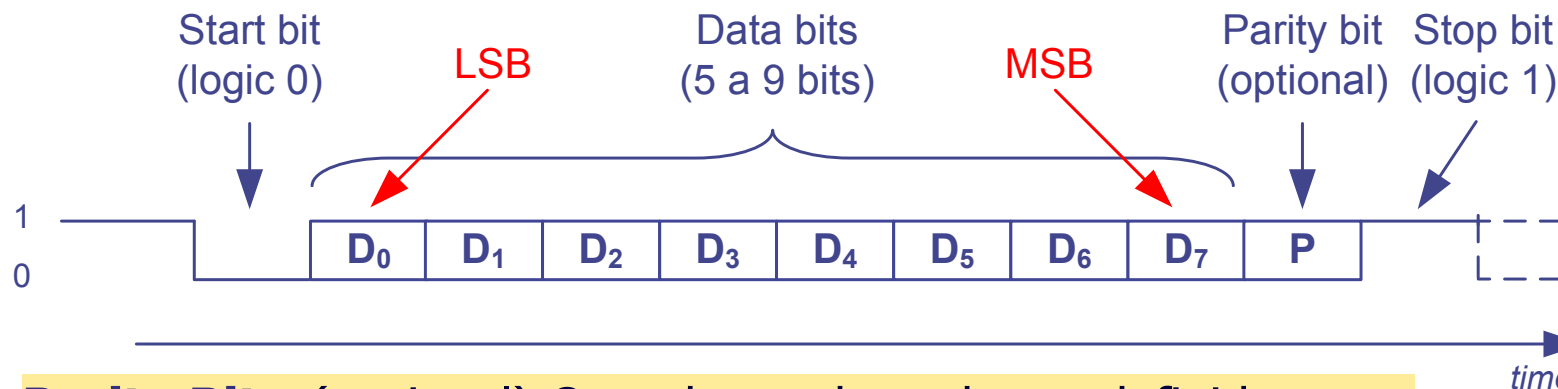 Start bit
(logic 0)
LSB
Data bits
(5 a 9 bits)
MSB
Parity bit
(optional)
Stop bit
(logic 1)
1
0
D₀ D₁ D₂ D₃ D₄ D₅ D₆ D₇ P
time